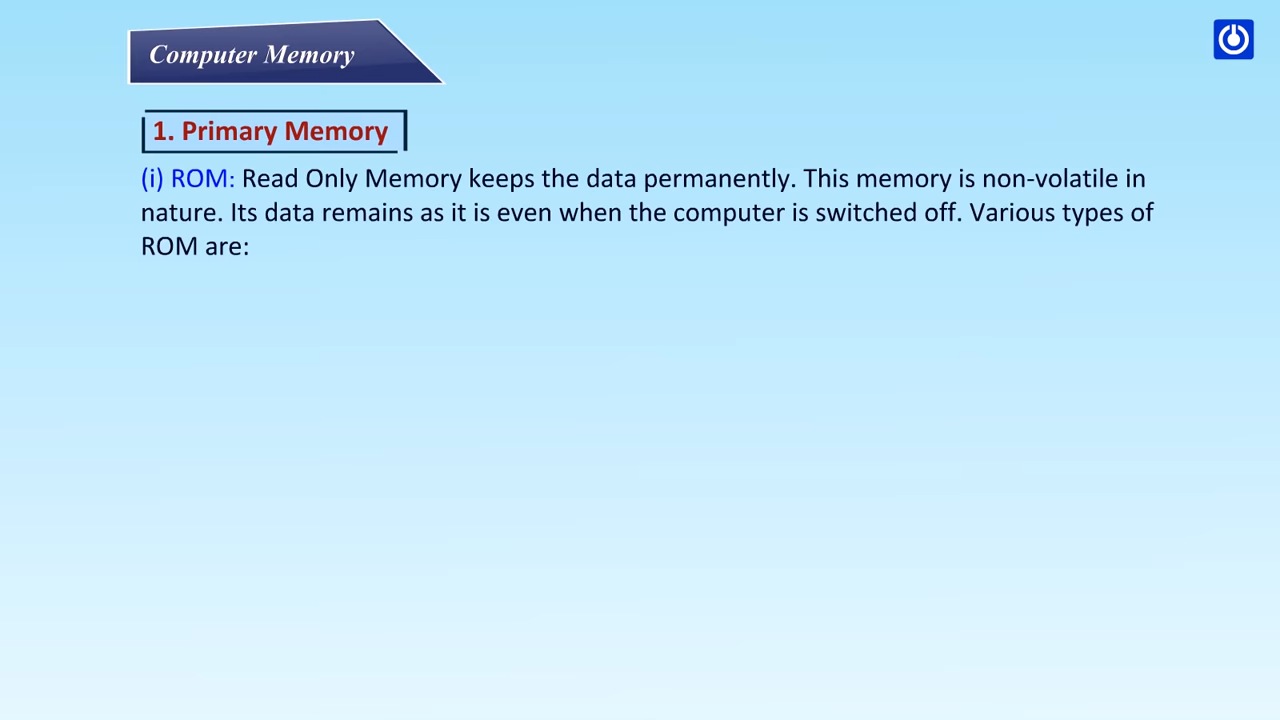 Computer Memory
1. Primary Memory
(i) ROM: Read Only Memory keeps the data permanently. This memory is non-volatile in
nature. Its data remains as it is even when the computer is switched off. Various types of
ROM are: